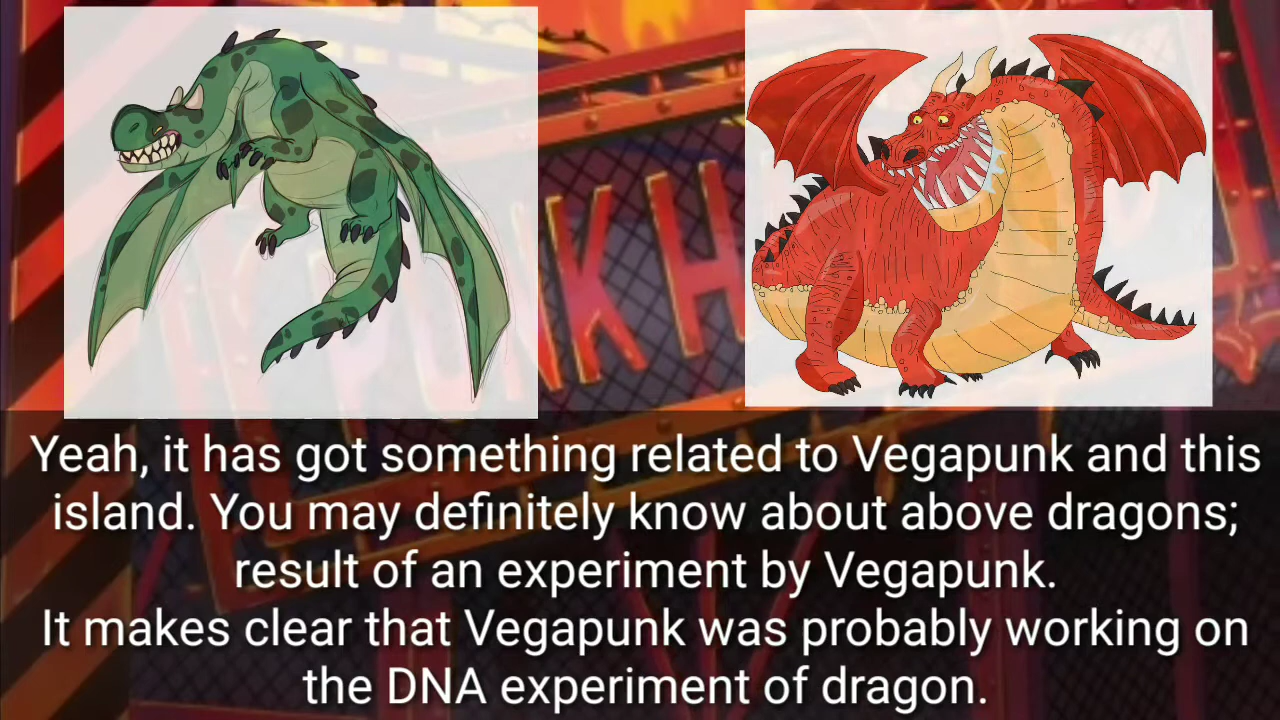 NK H
Yeah, it has got something related to Vegapunk and this
island. You may definitely know about above dragons;
result of an experiment by Vegapunk.
It makes clear that Vegapunk was probably working on
the DNA experiment of dragon.